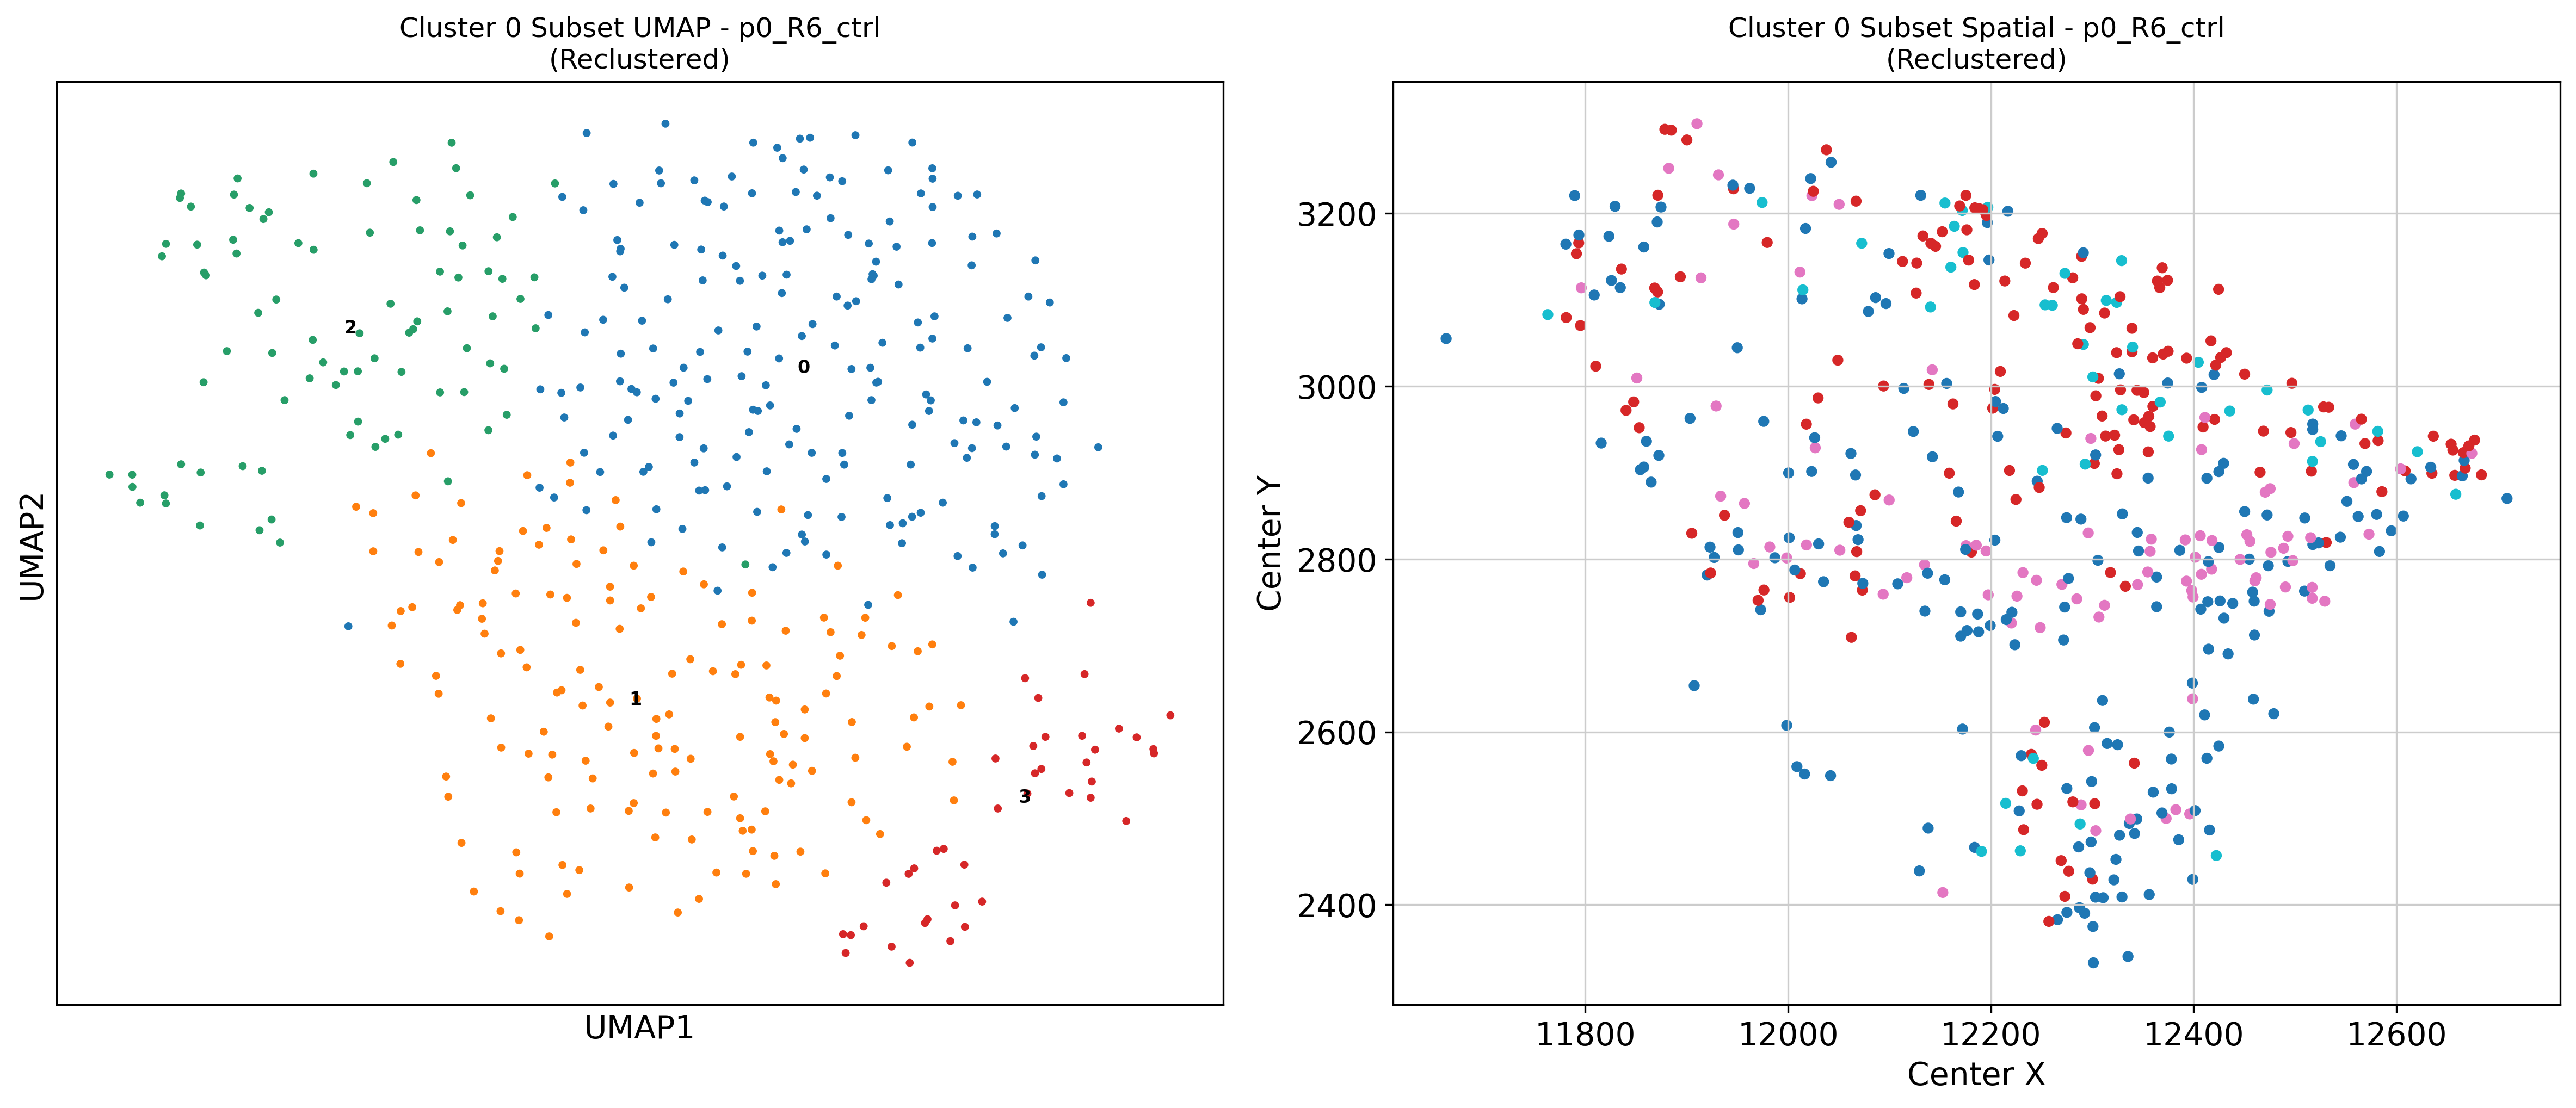 Cluster 0 Subset UMAP - p0_R6_ctrl
(Reclustered)
2
0
1
3
UMAP2
UMAP1
Cluster 0 Subset Spatial - p0_R6_ctrl
(Reclustered)
Center Y
3200
3000
2800
2600
2400
11800
12000
12200
12400
12600
Center X